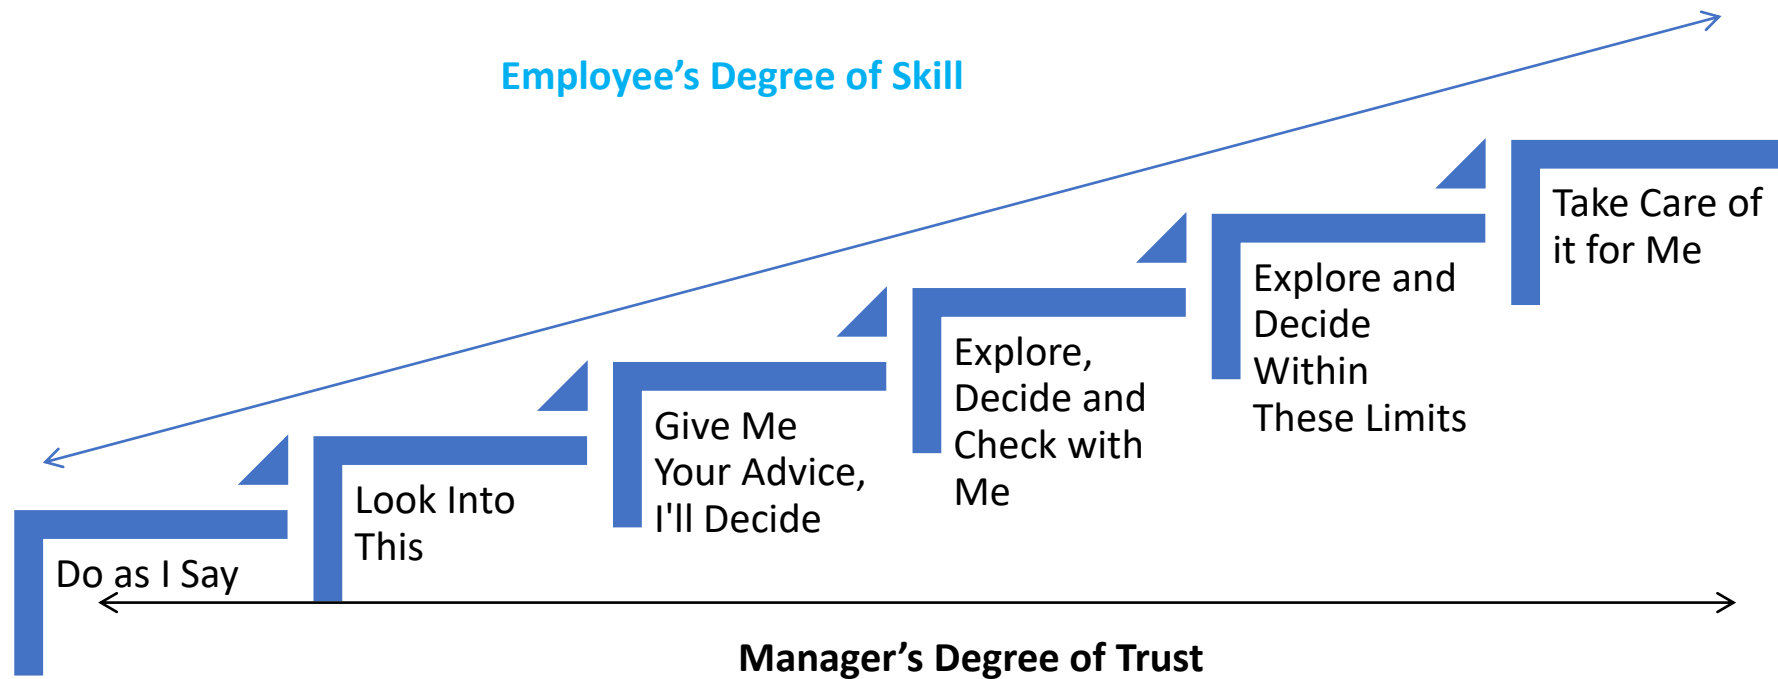 Employee’s Degree of Skill
Do as I Say
Look Into
This
Give Me
Your Advice,
I'll Decide
Explore,
Decide and
Check with
Me
Explore and
Decide
Within
These Limits
Take Care of
it for Me
Manager’s Degree of Trust